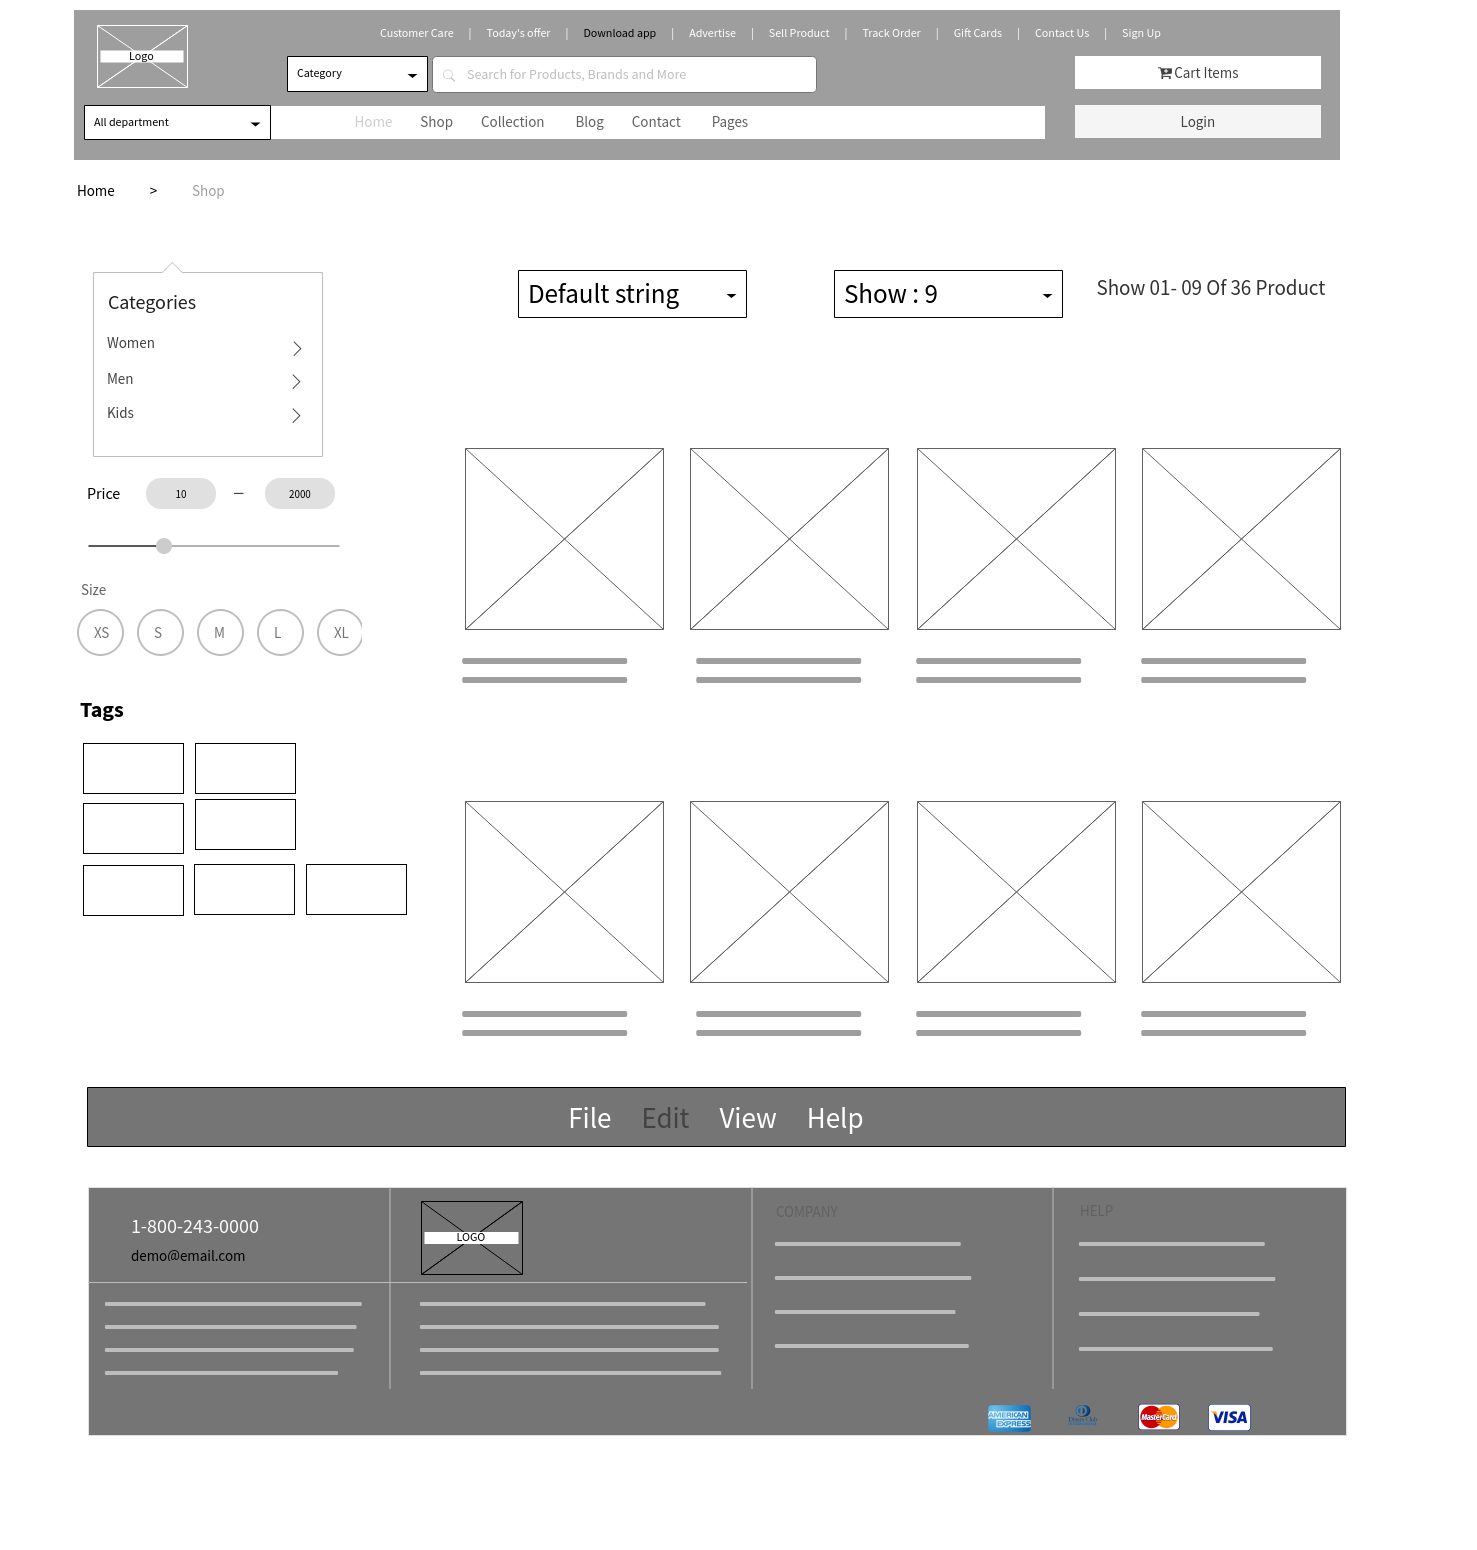 Customer Care | Today's offer | Download app | Advertise | Sell Product | Track Order | Gift Cards | Contact Us | Sign Up
Logo
Category
Search for Products, Brands and More
Cart Items
All department
Home Shop Collection Blog Contact Pages
Login
Home > Shop
Default string
Show : 9
Show 01- 09 Of 36 Product
Categories
Women
Men
Kids
Price 10 – 2000
Size
XS S M L XL
Tags
File Edit View Help
1-800-243-0000
demo@email.com
LOGO
COMPANY
HELP
AMERICAN EXPRESS
Diners Club
MasterCard
VISA